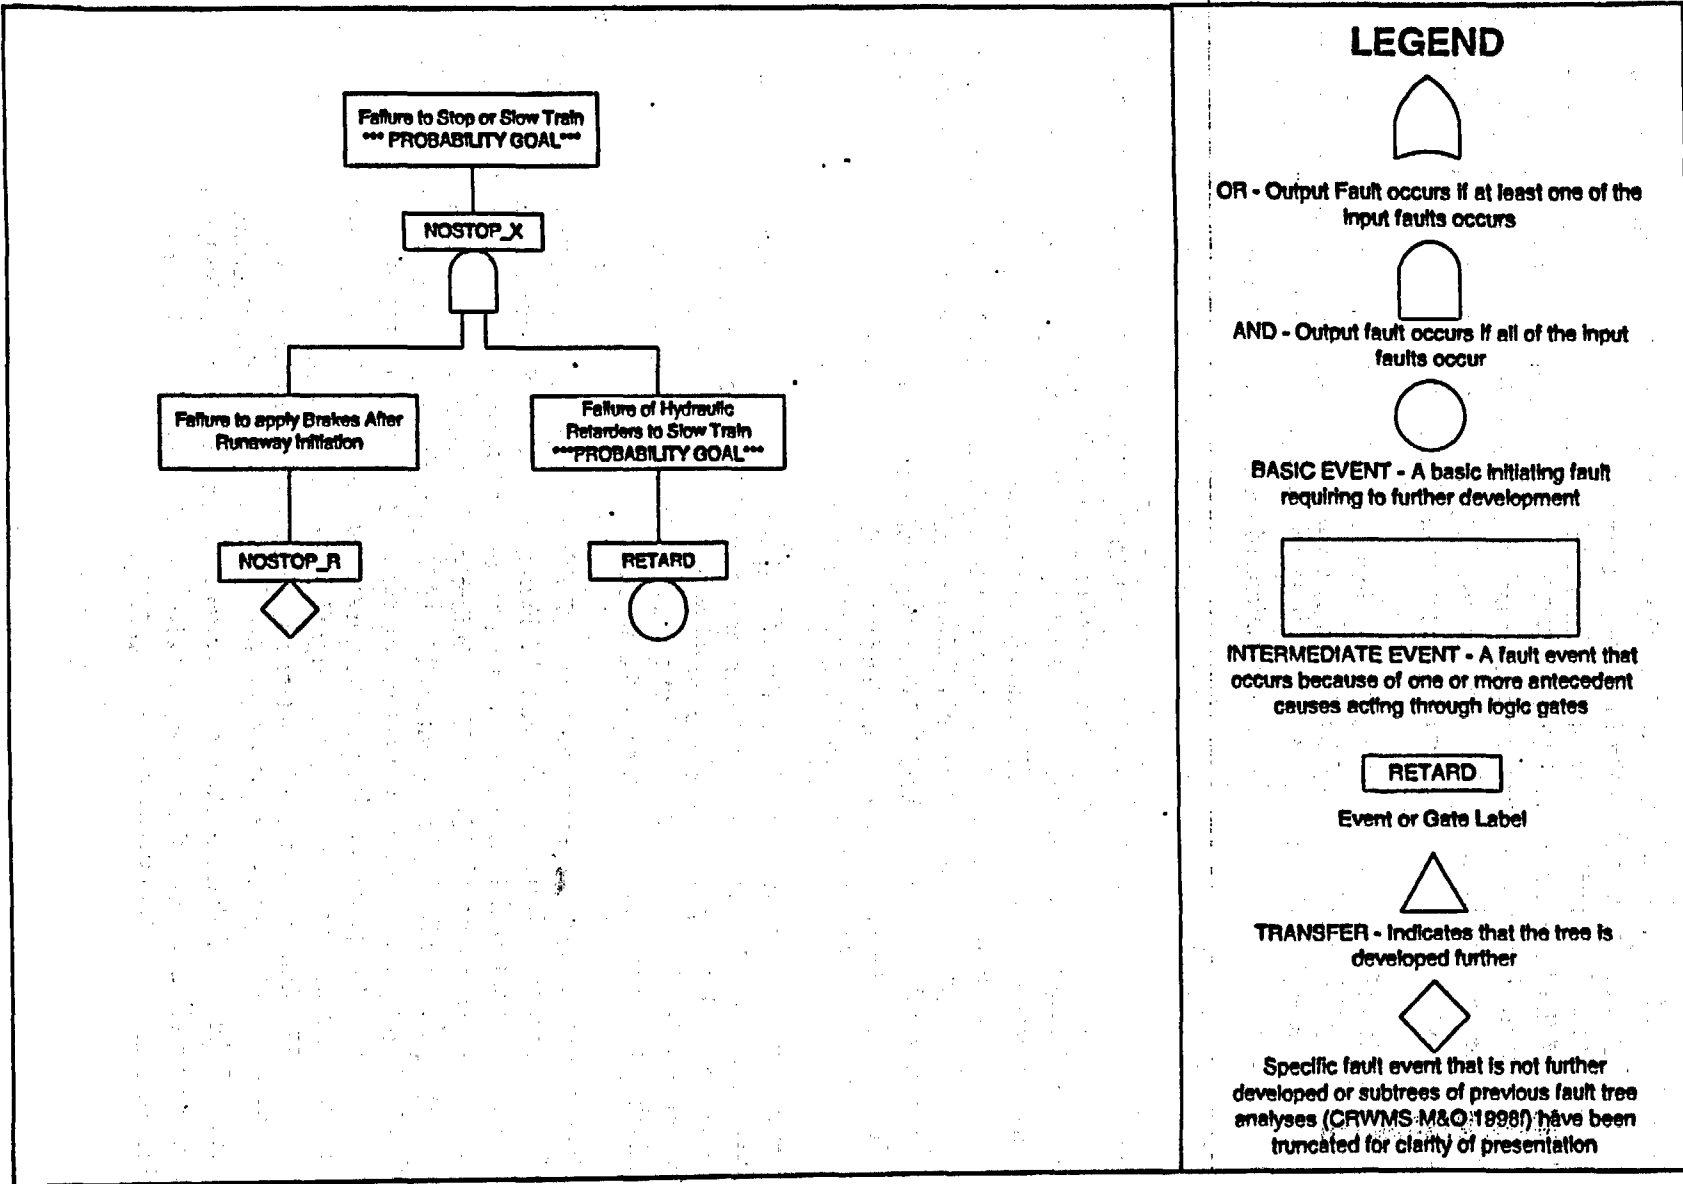 Failure to Stop or Slow Train
*** PROBABILITY GOAL***
NOSTOP_X
Failure to apply Brakes After
Runaway Initiation
Failure of Hydraulic
Retarders to Slow Train
***PROBABILITY GOAL***
NOSTOP_R
RETARD
LEGEND
OR - Output Fault occurs if at least one of the
input faults occurs
AND - Output fault occurs if all of the input
faults occur
BASIC EVENT - A basic initiating fault
requiring to further development
INTERMEDIATE EVENT - A fault event that
occurs because of one or more antecedent
causes acting through logic gates
RETARD
Event or Gate Label
TRANSFER - Indicates that the tree is
developed further
Specific fault event that is not further
developed or subtrees of previous fault tree
analyses (CRWMS M&O 1998f) have been
truncated for clarity of presentation